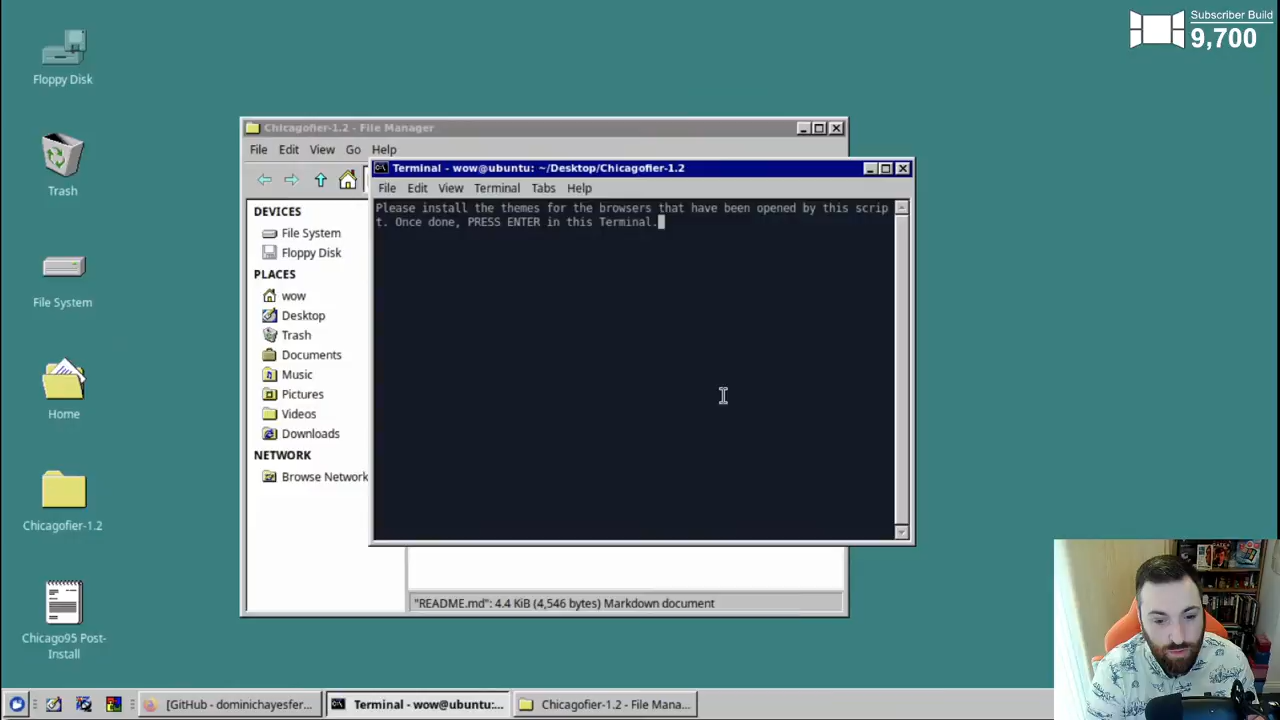 Subscriber Build
9,700
Floppy Disk
Trash
File System
Home
Chicagofier-1.2
Chicago95 Post-
Install
Chicagofier-1.2 - File Manager
File Edit View Go Help
DEVICES
File System
Floppy Disk
PLACES
wow
Desktop
Trash
Documents
Music
Pictures
Videos
Downloads
NETWORK
Browse Network
"README.md": 4.4 KiB (4,546 bytes) Markdown document
Terminal - wow@ubuntu: ~/Desktop/Chicagofier-1.2
File Edit View Terminal Tabs Help
Please install the themes for the browsers that have been opened by this scrip
t. Once done, PRESS ENTER in this Terminal.
[GitHub - dominichayesfer...
Terminal - wow@ubuntu:...
Chicagofier-1.2 - File Mana...